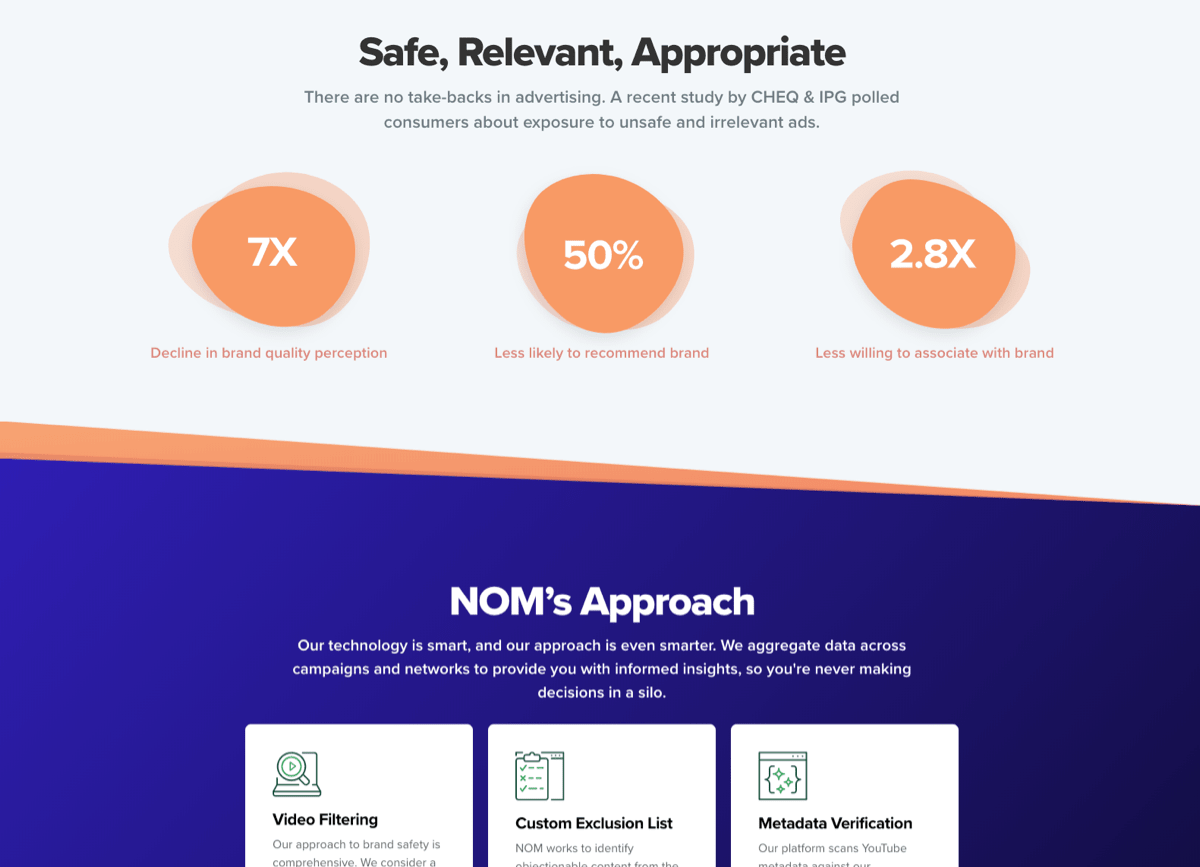 Safe, Relevant, Appropriate
There are no take-backs in advertising. A recent study by CHEQ & IPG polled
consumers about exposure to unsafe and irrelevant ads.
7X
50%
2.8X
Decline in brand quality perception
Less likely to recommend brand
Less willing to associate with brand
NOM’s Approach
Our technology is smart, and our approach is even smarter. We aggregate data across
campaigns and networks to provide you with informed insights, so you're never making
decisions in a silo.
Video Filtering
Our approach to brand safety is
comprehensive. We consider a
Custom Exclusion List
NOM works to identify
objectionable content from the
Metadata Verification
Our platform scans YouTube
metadata against our